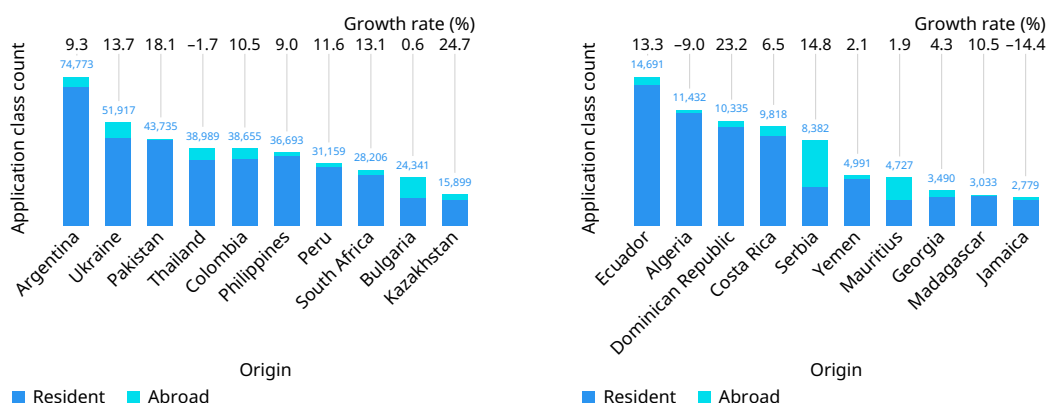 Growth rate (%)
9.3 13.7 18.1 –1.7 10.5 9.0 11.6 13.1 0.6 24.7
Application class count
74,773
51,917
43,735
38,989
38,655
36,693
31,159
28,206
24,341
15,899
Argentina
Ukraine
Pakistan
Thailand
Colombia
Philippines
Peru
South Africa
Bulgaria
Kazakhstan
Origin
Resident Abroad
Growth rate (%)
13.3 –9.0 23.2 6.5 14.8 2.1 1.9 4.3 10.5 –14.4
Application class count
14,691
11,432
10,335
9,818
8,382
4,991
4,727
3,490
3,033
2,779
Ecuador
Algeria
Dominican Republic
Costa Rica
Serbia
Yemen
Mauritius
Georgia
Madagascar
Jamaica
Origin
Resident Abroad